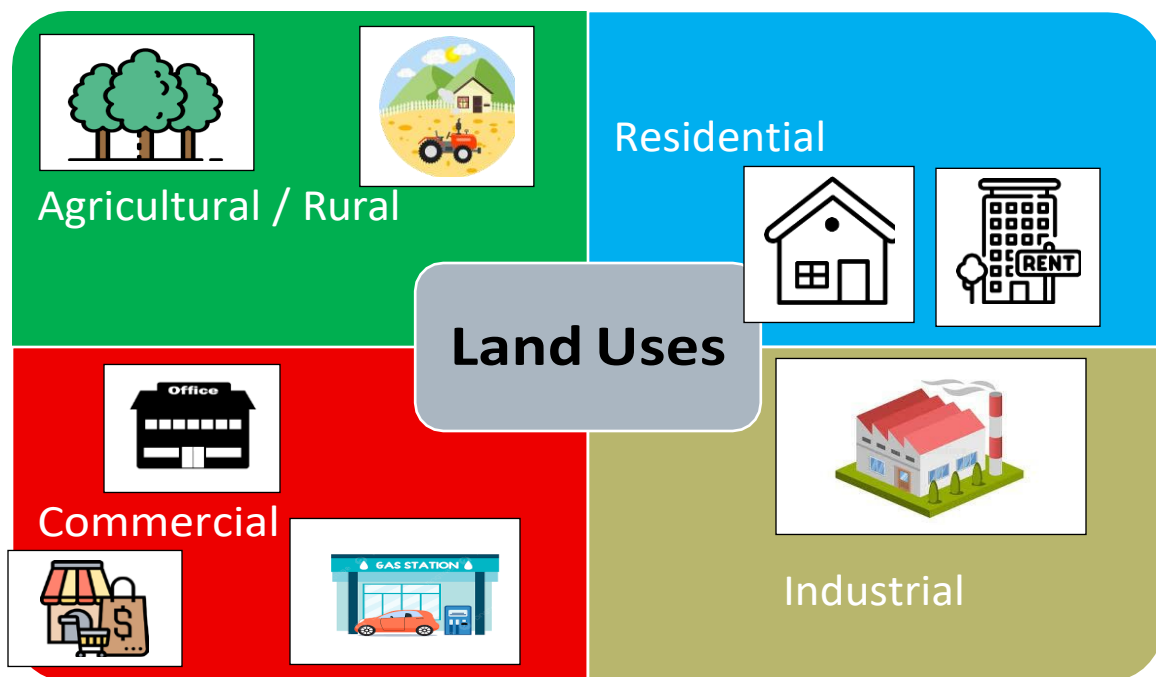 Agricultural / Rural
Residential
RENT
Land Uses
Office
Commercial
GAS STATION
$
Industrial